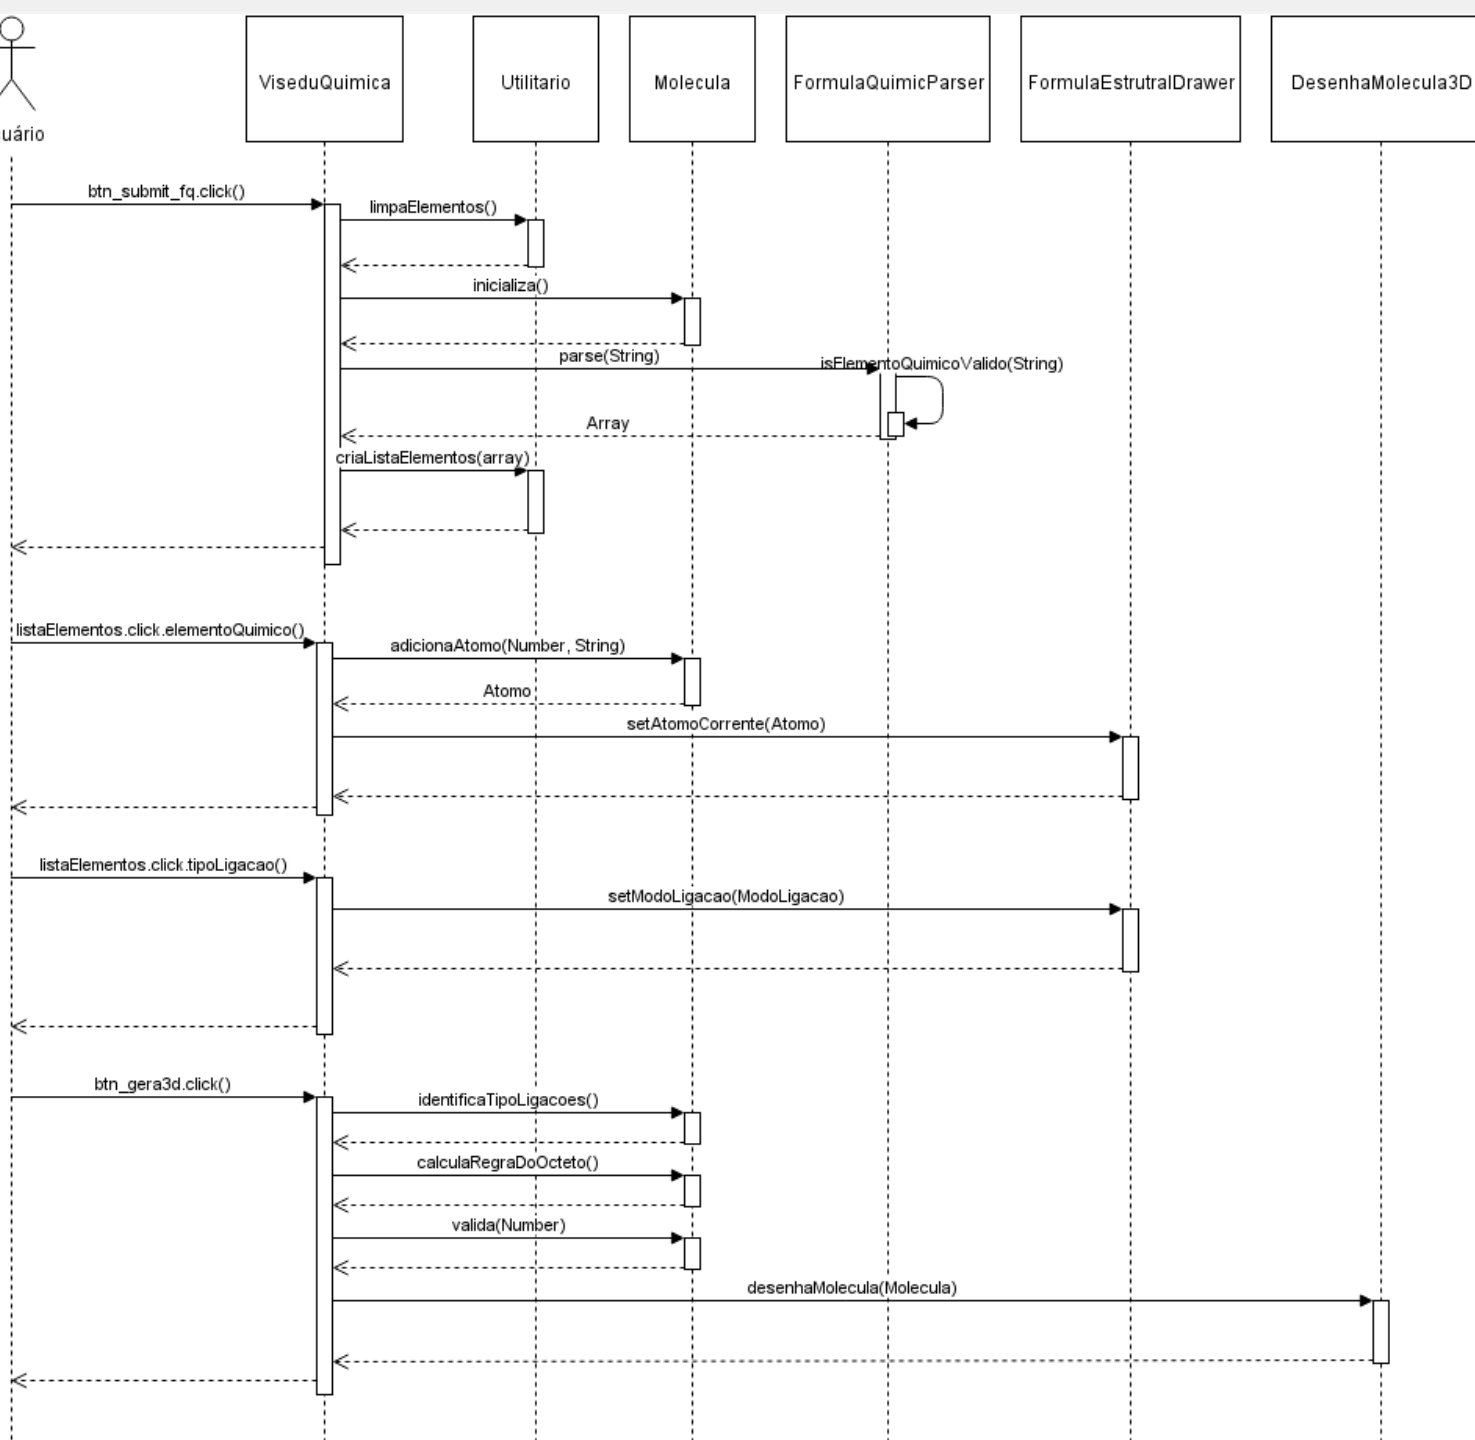 ViseduQuimica
Utilitario
Molecula
FormulaQuimicParser
FormulaEstrutralDrawer
DesenhaMolecula3D
uário
btn_submit_fq.click()
limpaElementos()
inicializa()
parse(String)
isElementoQuimicoValido(String)
Array
criaListaElementos(array)
listaElementos.click.elementoQuimico()
adicionaAtomo(Number, String)
Atomo
setAtomoCorrente(Atomo)
listaElementos.click.tipoLigacao()
setModoLigacao(ModoLigacao)
btn_gera3d.click()
identificaTipoLigacoes()
calculaRegraDoOcteto()
valida(Number)
desenhaMolecula(Molecula)